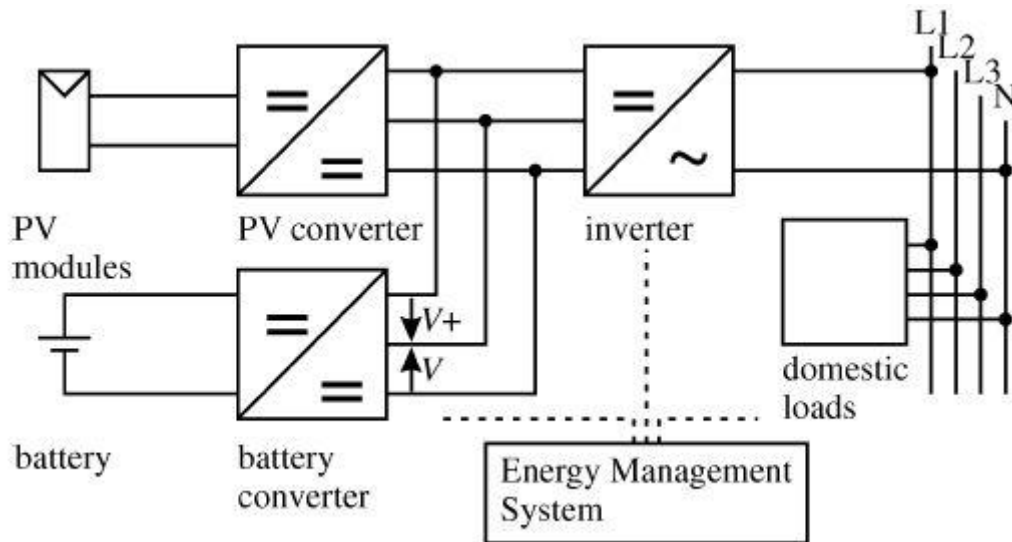 L1
L2
L3
N
PV
modules
PV converter
inverter
V+
V
domestic
loads
battery
battery
converter
Energy Management
System